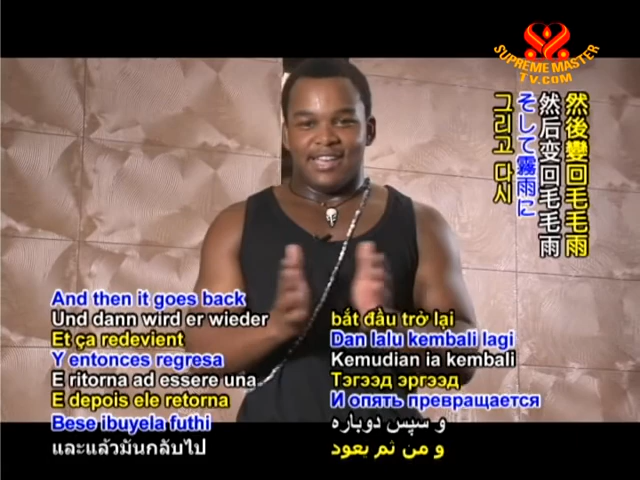 SUPREME MASTER
TV.COM
然後變回毛毛雨
然后变回毛毛雨
そして霧雨に
그리고 다시
And then it goes back
Und dann wird er wieder
Et ça redevient
Y entonces regresa
E ritorna ad essere una
E depois ele retorna
Bese ibuyela futhi
และแล้วมันกลับไป
bắt đầu trở lại
Dan lalu kembali lagi
Kemudian ia kembali
Тэгээд эргээд
И опять превращается
و سپس دوباره
و من ثم يعود